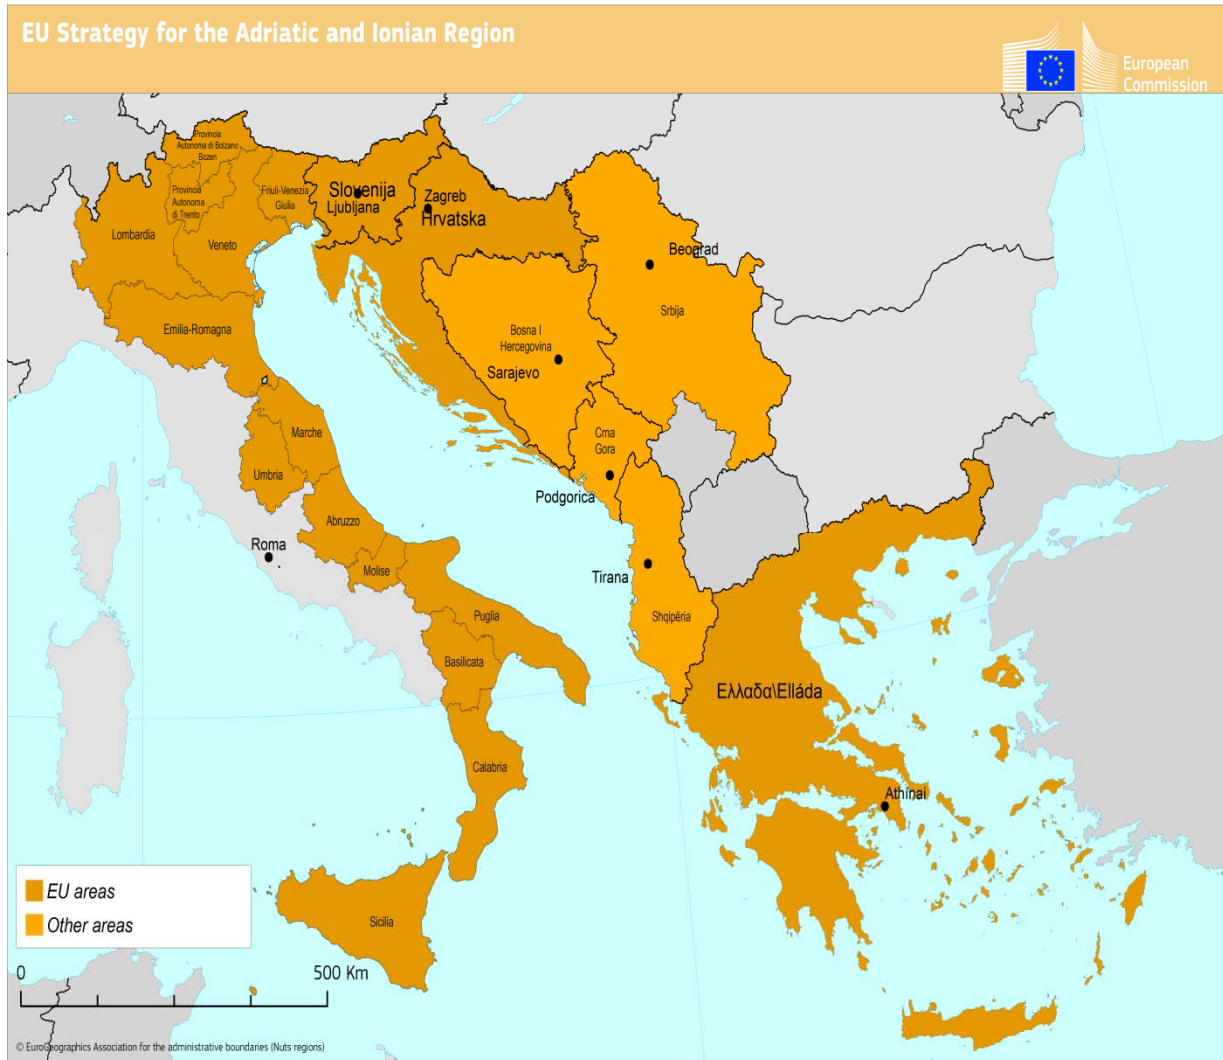 EU Strategy for the Adriatic and Ionian Region
European
Commission
Provincia
Autonoma di Bolzano
Bozen
Provincia
Autonoma
di Trento
Friuli-Venezia
Giulia
Lombardia
Veneto
Slovenija
Ljubljana
Zagreb
Hrvatska
Beograd
Srbija
Emilia-Romagna
Bosna I
Hercegovina
Sarajevo
Marche
Umbria
Crna
Gora
Podgorica
Abruzzo
Roma
Molise
Tirana
Puglia
Shqipëria
Basilicata
Ελλαδα\Elláda
Calabria
Athínai
Sicilia
EU areas
Other areas
0 500 Km
© EuroGeographics Association for the administrative boundaries (Nuts regions)